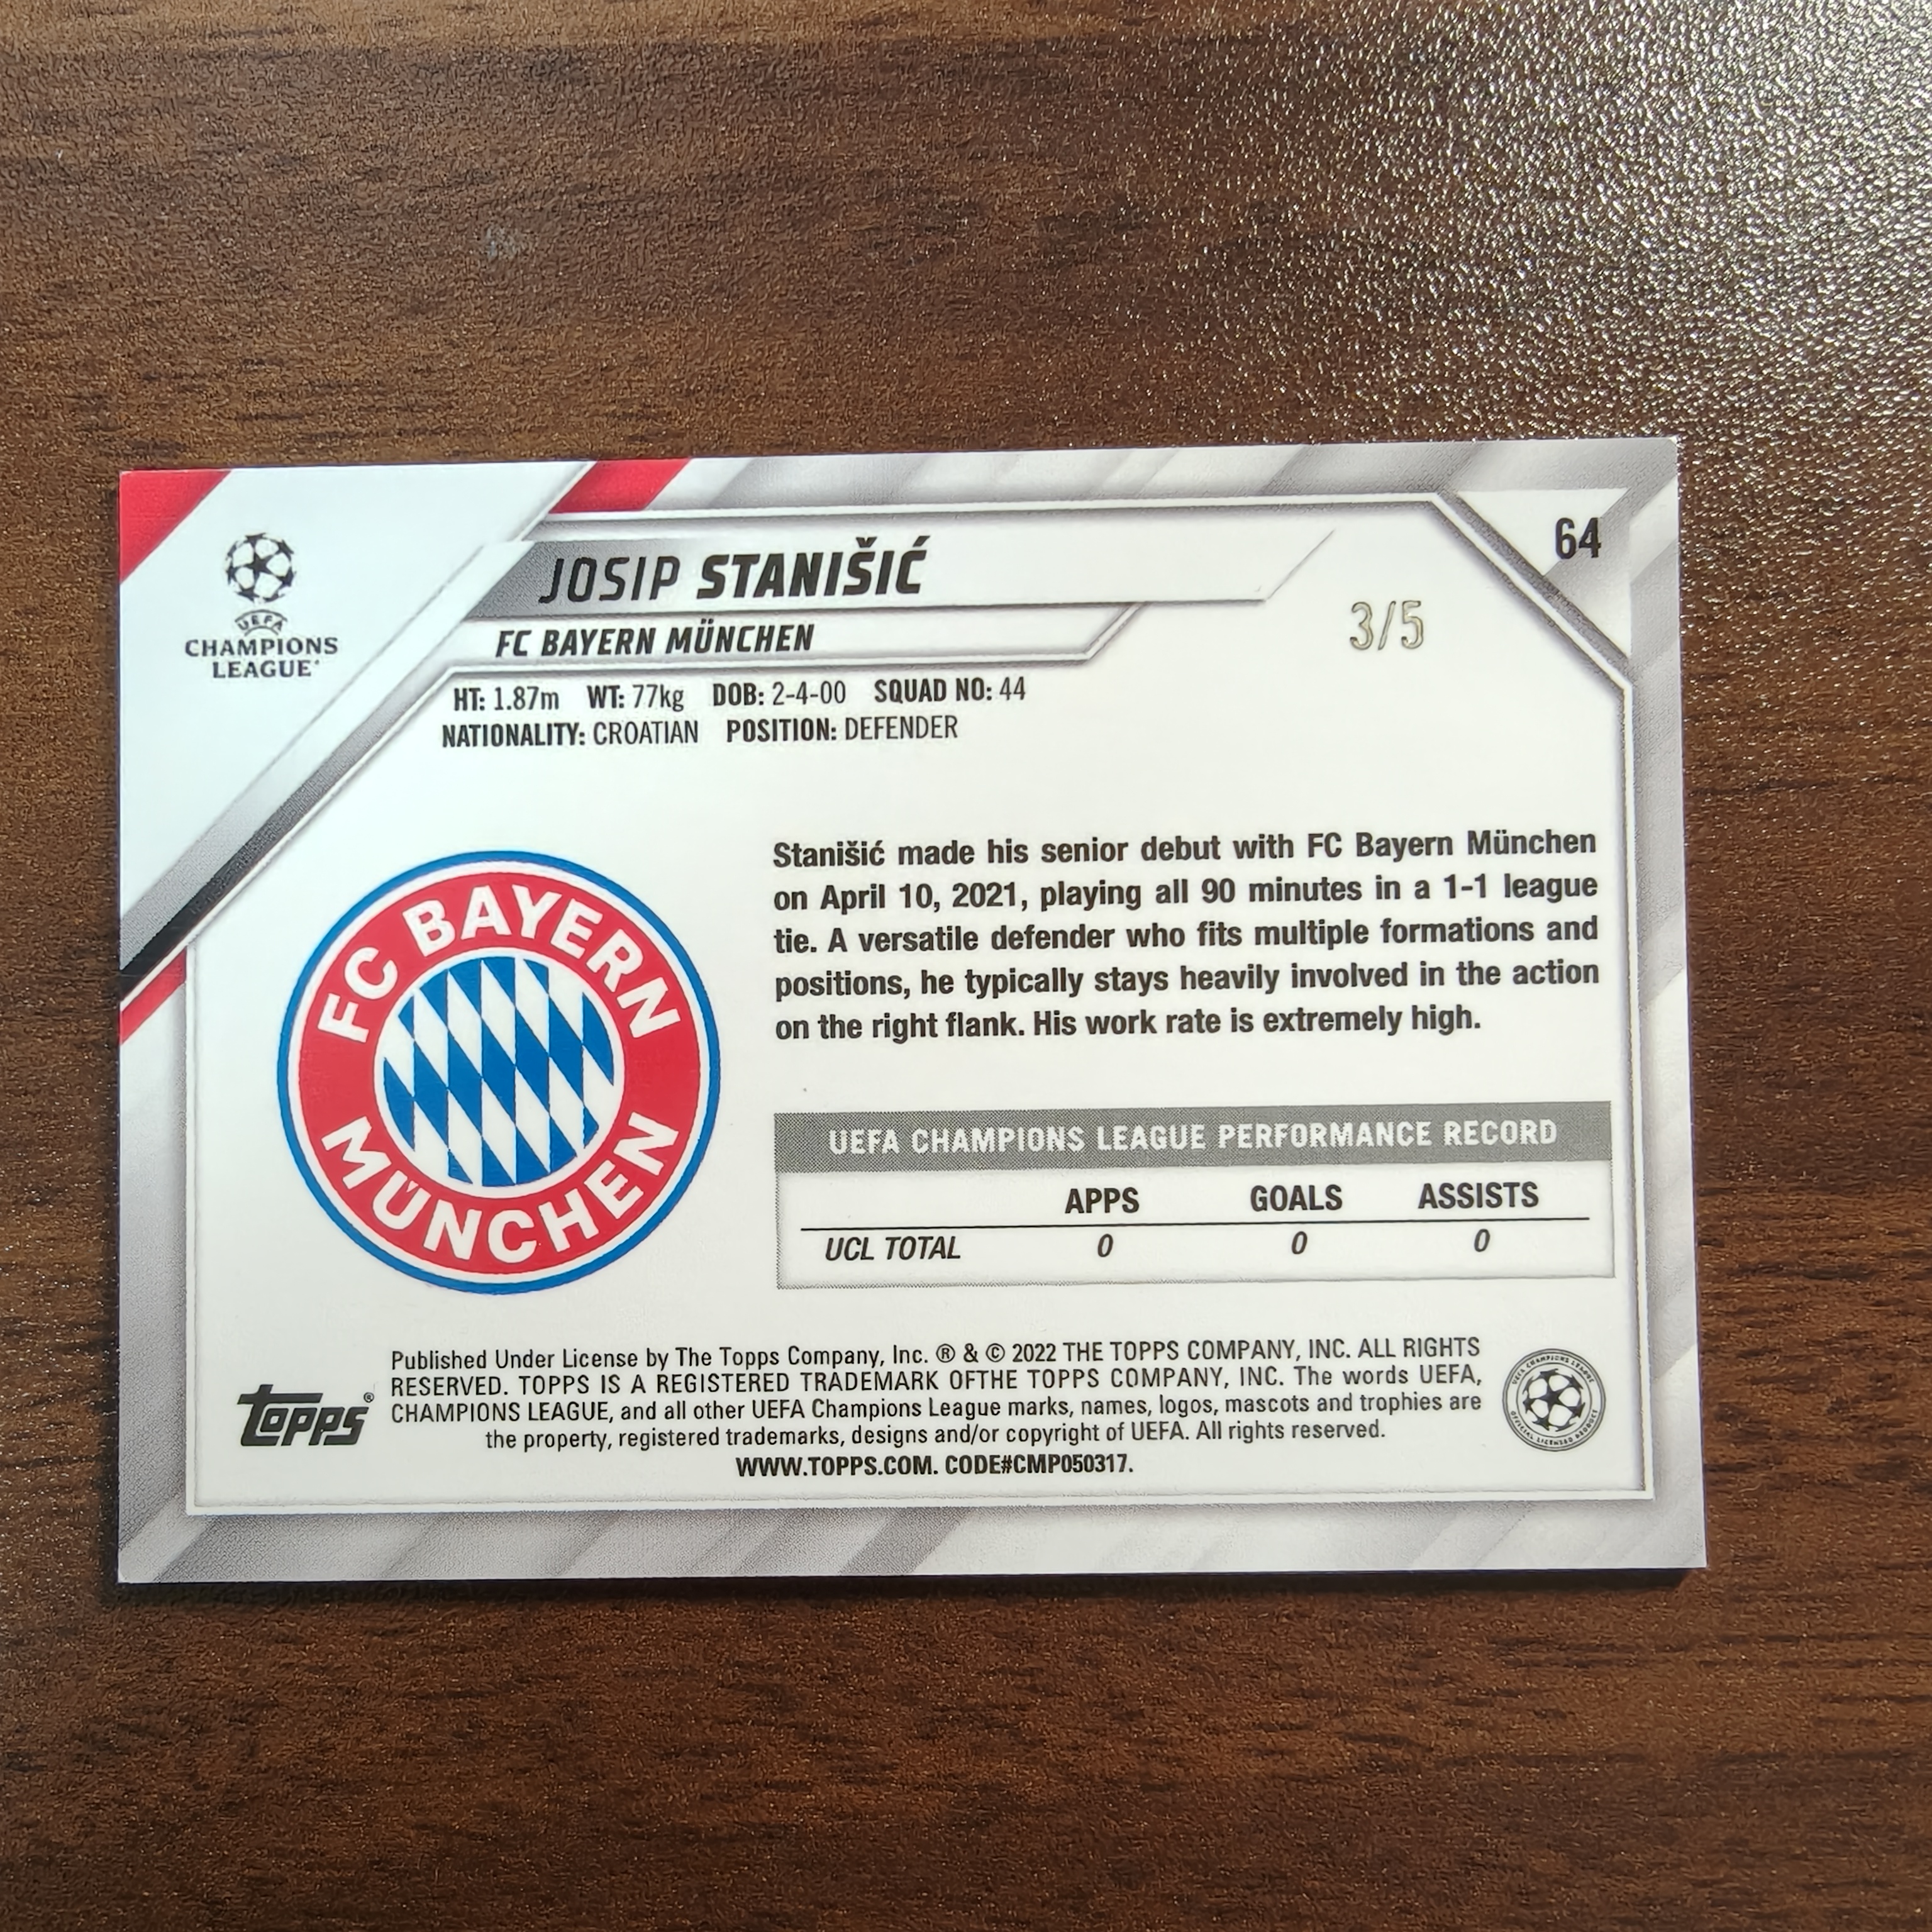 64
JOSIP STANIŠIĆ
3/5
UEFA
CHAMPIONS
LEAGUE
FC BAYERN MÜNCHEN
HT: 1.87m WT: 77kg DOB: 2-4-00 SQUAD NO: 44
NATIONALITY: CROATIAN POSITION: DEFENDER
Stanišić made his senior debut with FC Bayern München
on April 10, 2021, playing all 90 minutes in a 1-1 league
tie. A versatile defender who fits multiple formations and
positions, he typically stays heavily involved in the action
on the right flank. His work rate is extremely high.
FC BAYERN
MÜNCHEN
UEFA CHAMPIONS LEAGUE PERFORMANCE RECORD
APPS GOALS ASSISTS
UCL TOTAL 0 0 0
Published Under License by The Topps Company, Inc. ® & © 2022 THE TOPPS COMPANY, INC. ALL RIGHTS
RESERVED. TOPPS IS A REGISTERED TRADEMARK OFTHE TOPPS COMPANY, INC. The words UEFA,
CHAMPIONS LEAGUE, and all other UEFA Champions League marks, names, logos, mascots and trophies are
the property, registered trademarks, designs and/or copyright of UEFA. All rights reserved.
WWW.TOPPS.COM. CODE#CMP050317.
topps®
UEFA CHAMPIONS LEAGUE
OFFICIAL LICENSED PRODUCT